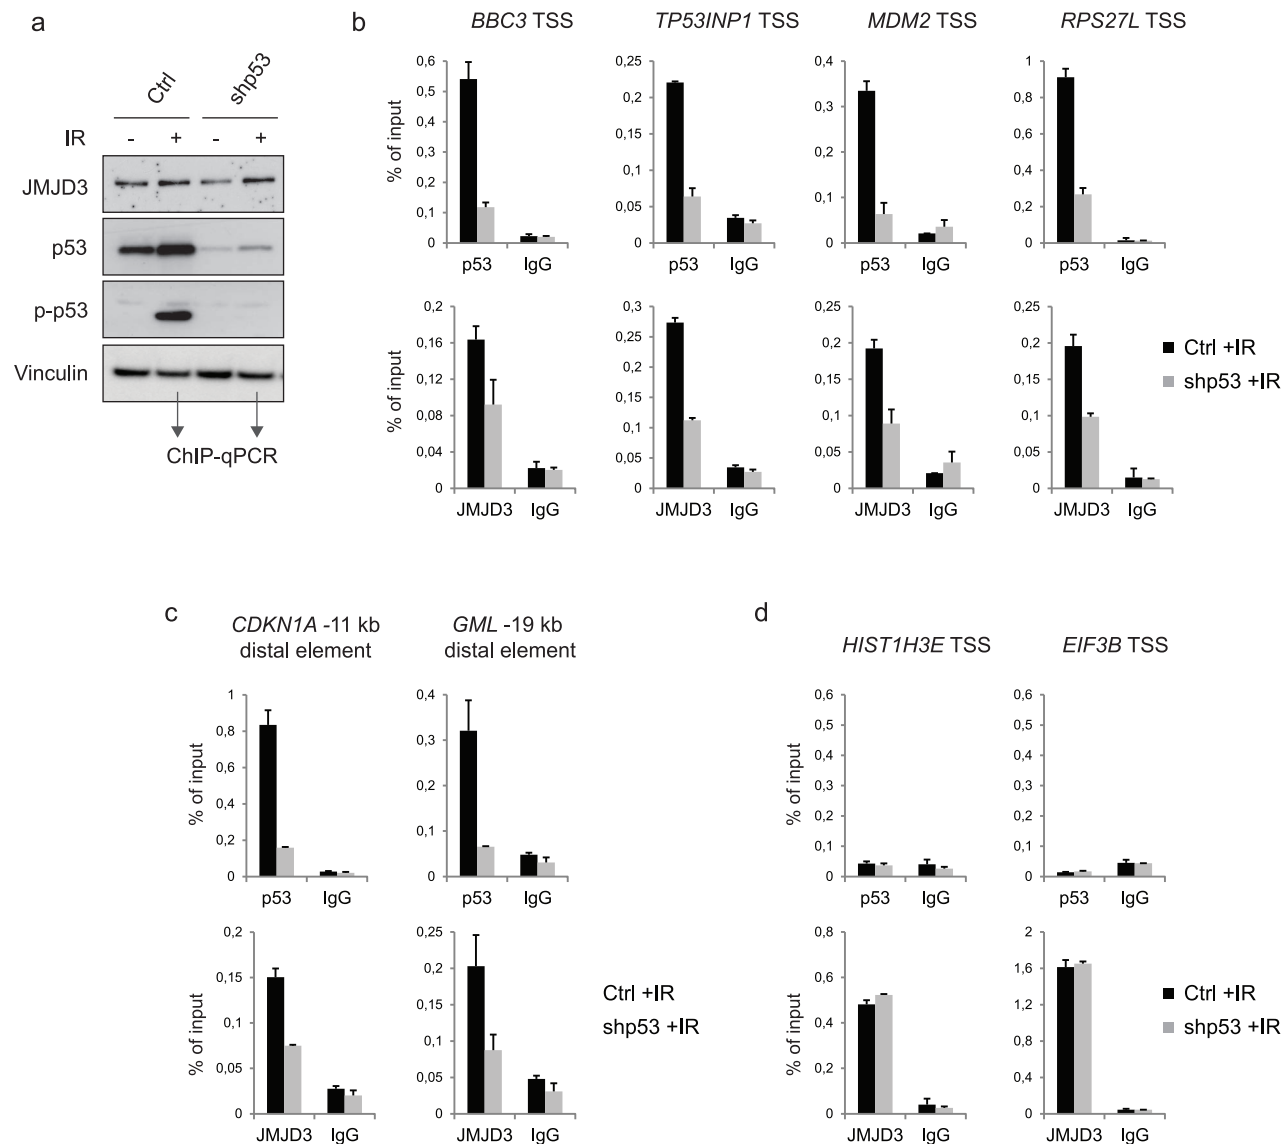 a
Ctrl
shp53
IR - + - +
JMJD3
p53
p-p53
Vinculin
ChIP-qPCR
b
BBC3 TSS
% of input
0,6
0,5
0,4
0,3
0,2
0,1
0
p53 IgG
TP53INP1 TSS
0,25
0,2
0,15
0,1
0,05
0
p53 IgG
MDM2 TSS
0,4
0,3
0,2
0,1
0
p53 IgG
RPS27L TSS
1
0,8
0,6
0,4
0,2
0
p53 IgG
% of input
0,2
0,16
0,12
0,08
0,04
0
JMJD3 IgG
0,3
0,25
0,2
0,15
0,1
0,05
0
JMJD3 IgG
0,25
0,2
0,15
0,1
0,05
0
JMJD3 IgG
0,25
0,2
0,15
0,1
0,05
0
JMJD3 IgG
Ctrl +IR
shp53 +IR
c
CDKN1A -11 kb
distal element
% of input
1
0,8
0,6
0,4
0,2
0
p53 IgG
GML -19 kb
distal element
0,4
0,3
0,2
0,1
0
p53 IgG
% of input
0,2
0,15
0,1
0,05
0
JMJD3 IgG
0,25
0,2
0,15
0,1
0,05
0
JMJD3 IgG
Ctrl +IR
shp53 +IR
d
HIST1H3E TSS
% of input
0,6
0,5
0,4
0,3
0,2
0,1
0
p53 IgG
EIF3B TSS
0,6
0,5
0,4
0,3
0,2
0,1
0
p53 IgG
% of input
0,8
0,6
0,4
0,2
0
JMJD3 IgG
2
1,6
1,2
0,8
0,4
0
JMJD3 IgG
Ctrl +IR
shp53 +IR